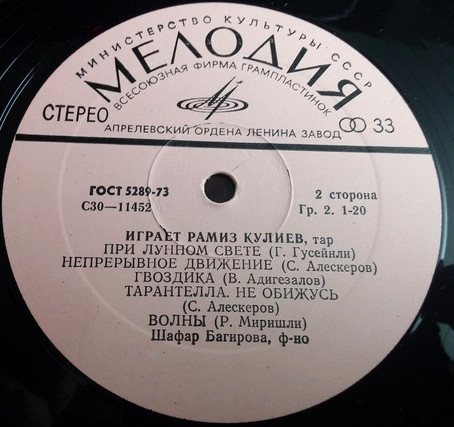 МИНИСТЕРСТВО КУЛЬТУРЫ СССР
МЕЛОДИЯ
ВСЕСОЮЗНАЯ ФИРМА ГРАМПЛАСТИНОК
СТЕРЕО
33
АПРЕЛЕВСКИЙ ОРДЕНА ЛЕНИНА ЗАВОД
ГОСТ 5289-73
С30—11452
2 сторона
Гр. 2. 1-20
ИГРАЕТ РАМИЗ КУЛИЕВ, тар
ПРИ ЛУННОМ СВЕТЕ (Г. Гусейнли)
НЕПРЕРЫВНОЕ ДВИЖЕНИЕ (С. Алескеров)
ГВОЗДИКА (В. Адигезалов)
ТАРАНТЕЛЛА. НЕ ОБИЖУСЬ
(С. Алескеров)
ВОЛНЫ (Р. Миришли)
Шафар Багирова, ф-но